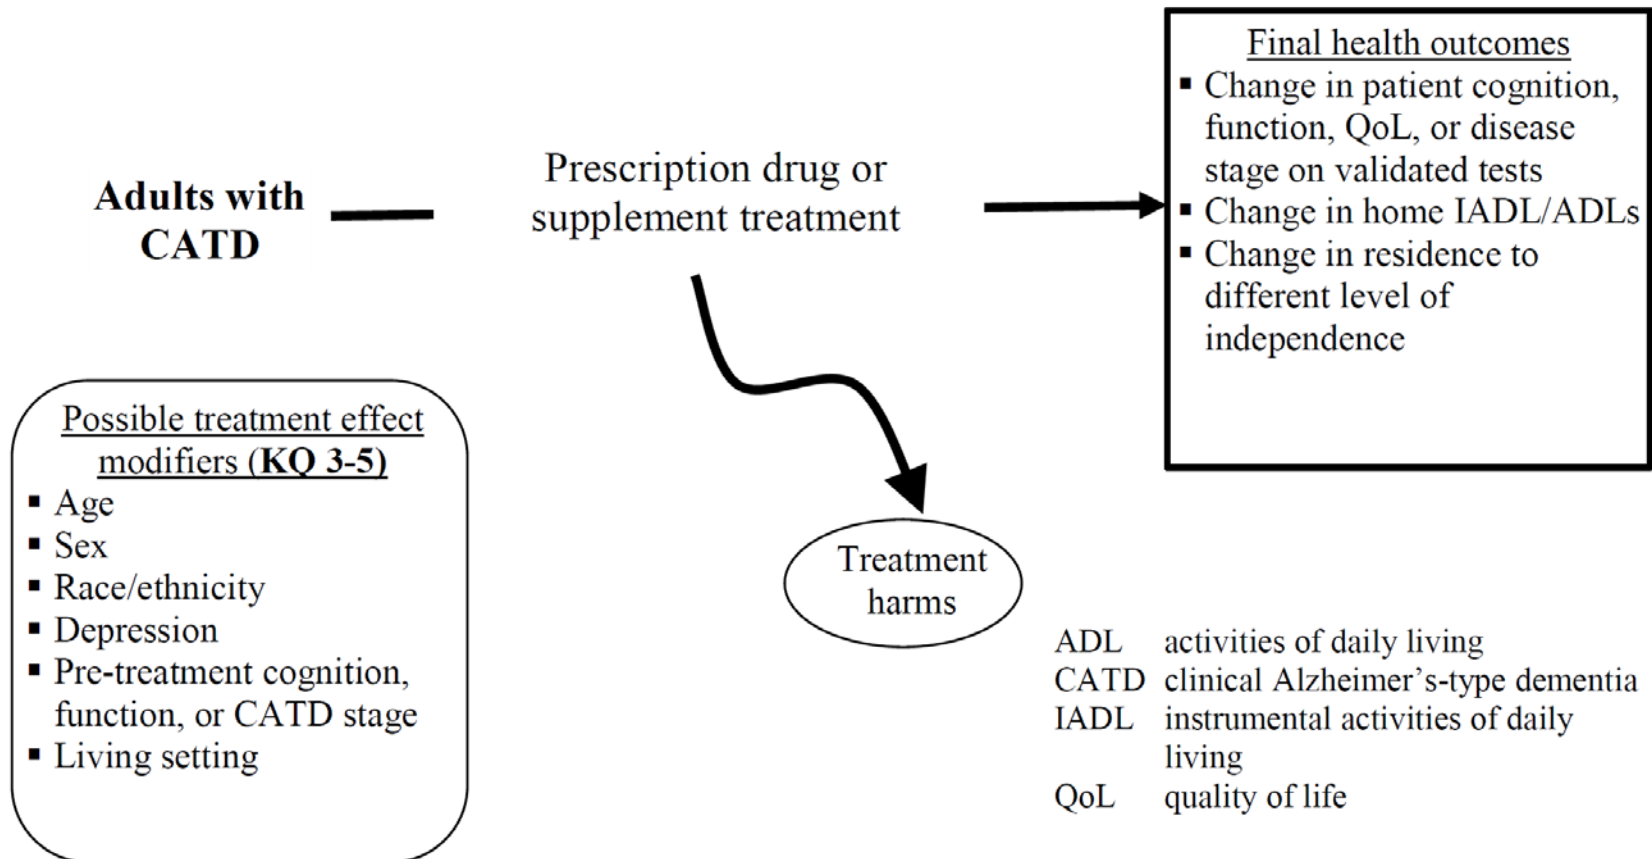 Adults with
CATD
Prescription drug or
supplement treatment
Final health outcomes
▪ Change in patient cognition,
function, QoL, or disease
stage on validated tests
▪ Change in home IADL/ADLs
▪ Change in residence to
different level of
independence
Possible treatment effect
modifiers (KQ 3-5)
▪ Age
▪ Sex
▪ Race/ethnicity
▪ Depression
▪ Pre-treatment cognition,
function, or CATD stage
▪ Living setting
Treatment
harms
ADL activities of daily living
CATD clinical Alzheimer’s-type dementia
IADL instrumental activities of daily
living
QoL quality of life